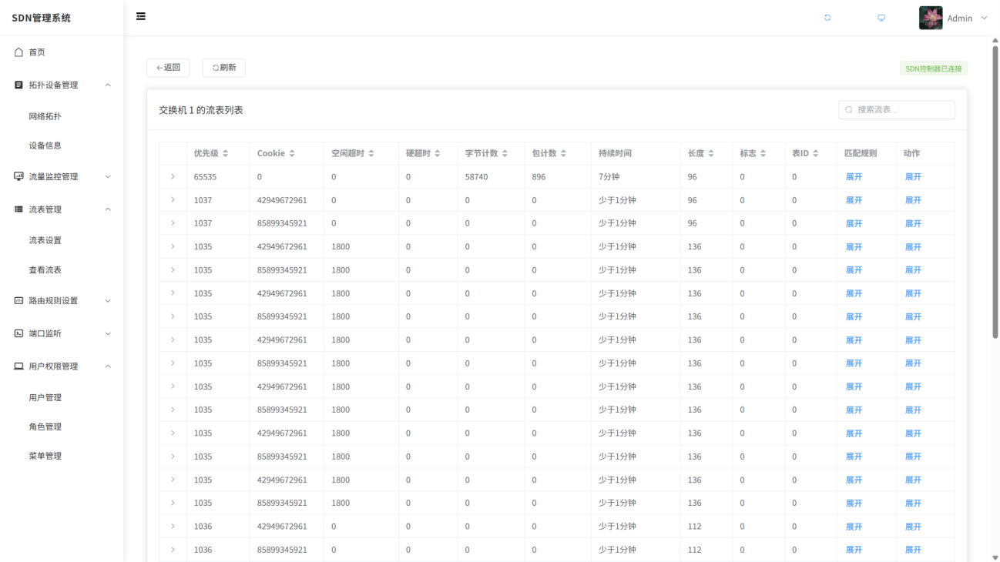 SDN管理系统
Admin
首页
拓扑设备管理
网络拓扑
设备信息
流量监控管理
流表管理
流表设置
查看流表
路由规则设置
端口监听
用户权限管理
用户管理
角色管理
菜单管理
返回 刷新 SDN控制器已连接
交换机 1 的流表列表 搜索流表...
优先级 Cookie 空闲超时 硬超时 字节计数 包计数 持续时间 长度 标志 表ID 匹配规则 动作
65535 0 0 0 58740 896 7分钟 96 0 0 展开 展开
1037 42949672961 0 0 0 0 少于1分钟 96 0 0 展开 展开
1037 85899345921 0 0 0 0 少于1分钟 96 0 0 展开 展开
1035 42949672961 1800 0 0 0 少于1分钟 136 0 0 展开 展开
1035 85899345921 1800 0 0 0 少于1分钟 136 0 0 展开 展开
1035 42949672961 1800 0 0 0 少于1分钟 136 0 0 展开 展开
1035 85899345921 1800 0 0 0 少于1分钟 136 0 0 展开 展开
1035 42949672961 1800 0 0 0 少于1分钟 136 0 0 展开 展开
1035 85899345921 1800 0 0 0 少于1分钟 136 0 0 展开 展开
1035 42949672961 1800 0 0 0 少于1分钟 136 0 0 展开 展开
1035 85899345921 1800 0 0 0 少于1分钟 136 0 0 展开 展开
1035 42949672961 1800 0 0 0 少于1分钟 136 0 0 展开 展开
1035 85899345921 1800 0 0 0 少于1分钟 136 0 0 展开 展开
1035 42949672961 1800 0 0 0 少于1分钟 136 0 0 展开 展开
1035 85899345921 1800 0 0 0 少于1分钟 136 0 0 展开 展开
1036 42949672961 0 0 0 0 少于1分钟 112 0 0 展开 展开
1036 85899345921 0 0 0 0 少于1分钟 112 0 0 展开 展开